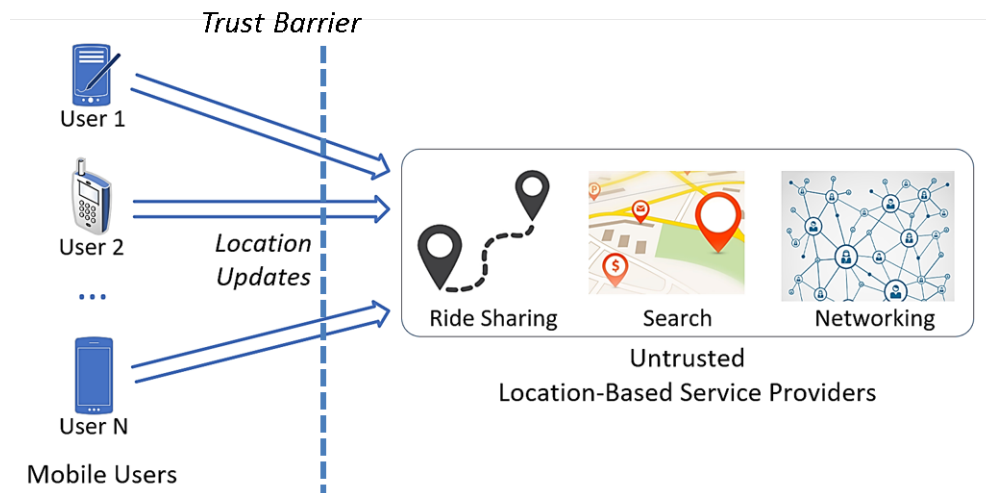 Trust Barrier
User 1
User 2
...
User N
Mobile Users
Location
Updates
P
$
Ride Sharing
Search
Networking
Untrusted
Location-Based Service Providers